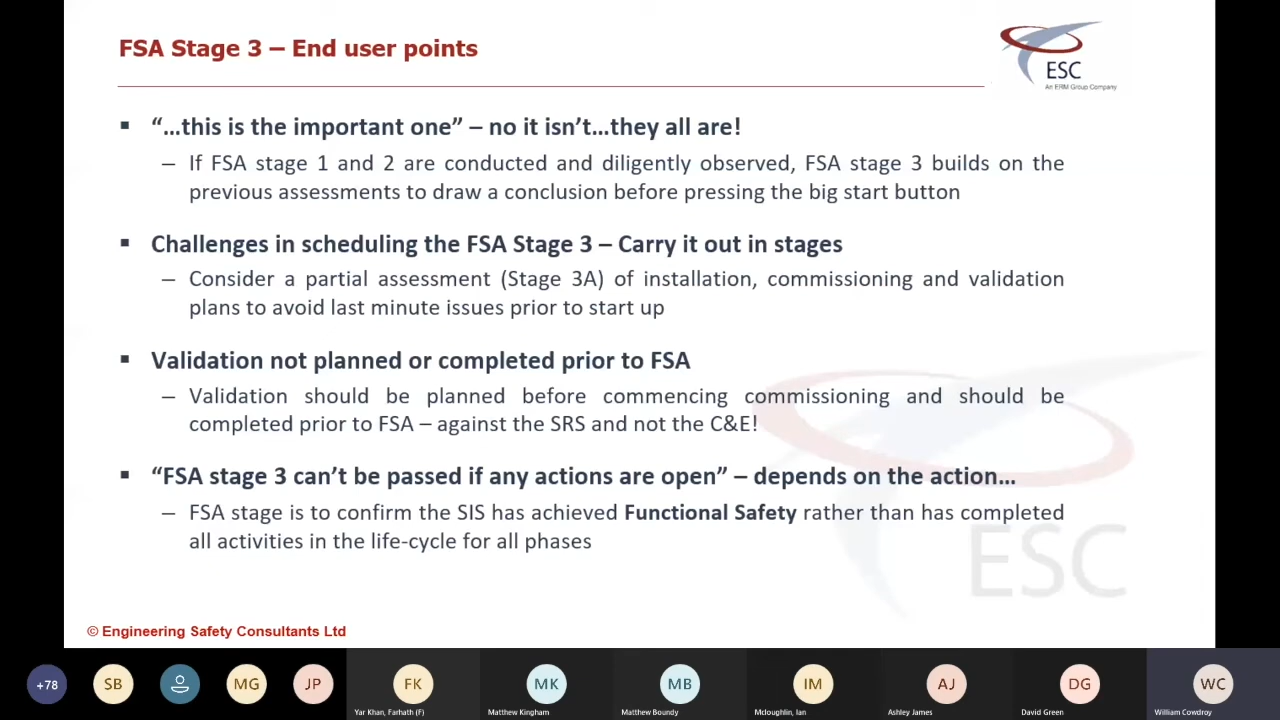 FSA Stage 3 – End user points
ESC
An ERM Group Company
▪ “…this is the important one” – no it isn’t…they all are!
– If FSA stage 1 and 2 are conducted and diligently observed, FSA stage 3 builds on the
previous assessments to draw a conclusion before pressing the big start button
▪ Challenges in scheduling the FSA Stage 3 – Carry it out in stages
– Consider a partial assessment (Stage 3A) of installation, commissioning and validation
plans to avoid last minute issues prior to start up
▪ Validation not planned or completed prior to FSA
– Validation should be planned before commencing commissioning and should be
completed prior to FSA – against the SRS and not the C&E!
▪ “FSA stage 3 can’t be passed if any actions are open” – depends on the action…
– FSA stage is to confirm the SIS has achieved Functional Safety rather than has completed
all activities in the life-cycle for all phases
ESC
© Engineering Safety Consultants Ltd
+78 SB MG JP FK MK MB IM AJ DG WC
Yar Khan, Farhath (F) Matthew Kingham Matthew Boundy Mcloughlin, Ian Ashley James David Green William Cowdroy